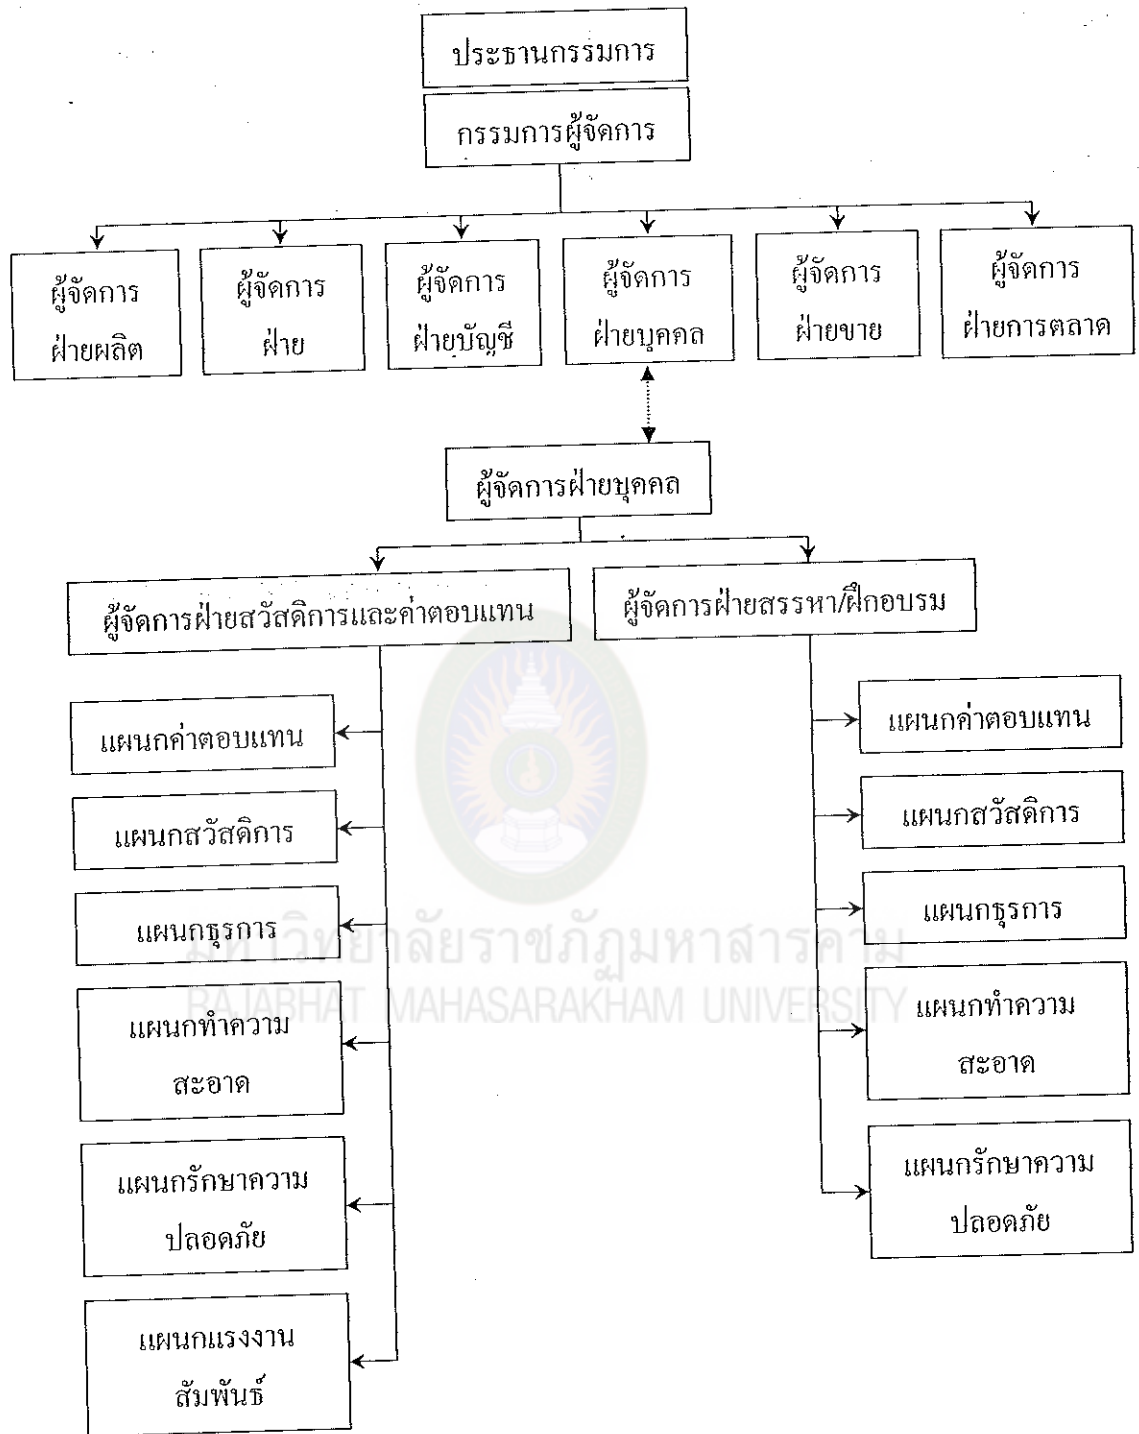 ประธานกรรมการ
กรรมการผู้จัดการ
ผู้จัดการ
ฝ่ายผลิต
ผู้จัดการ
ฝ่าย
ผู้จัดการ
ฝ่ายบัญชี
ผู้จัดการ
ฝ่ายบุคคล
ผู้จัดการ
ฝ่ายขาย
ผู้จัดการ
ฝ่ายการตลาด
ผู้จัดการฝ่ายบุคคล
ผู้จัดการฝ่ายสวัสดิการและค่าตอบแทน
ผู้จัดการฝ่ายสรรหา/ฝึกอบรม
แผนกค่าตอบแทน
แผนกสวัสดิการ
แผนกธุรการ
แผนกทำความ
สะอาด
แผนกรักษาความ
ปลอดภัย
แผนกแรงงาน
สัมพันธ์
แผนกค่าตอบแทน
แผนกสวัสดิการ
แผนกธุรการ
แผนกทำความ
สะอาด
แผนกรักษาความ
ปลอดภัย
มหาวิทยาลัยราชภัฏมหาสารคาม
RAJABHAT MAHASARAKHAM UNIVERSITY